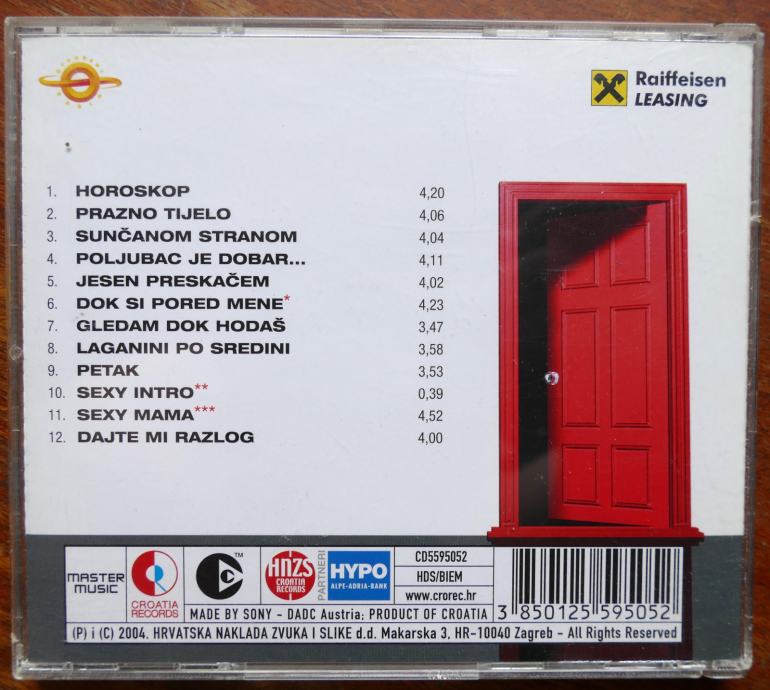 Raiffeisen
LEASING
1. HOROSKOP 4,20
2. PRAZNO TIJELO 4,06
3. SUNČANOM STRANOM 4,04
4. POLJUBAC JE DOBAR... 4,11
5. JESEN PRESKAČEM 4,02
6. DOK SI PORED MENE* 4,23
7. GLEDAM DOK HODAŠ 3,47
8. LAGANINI PO SREDINI 3,58
9. PETAK 3,53
10. SEXY INTRO** 0,39
11. SEXY MAMA*** 4,52
12. DAJTE MI RAZLOG 4,00
MASTER
MUSIC
CROATIA
RECORDS
TM
HNZS
CROATIA
RECORDS
PARTNERI
HYPO
ALPE-ADRIA-BANK
CD5595052
HDS/BIEM
www.crorec.hr
3 850125 595052
MADE BY SONY - DADC Austria; PRODUCT OF CROATIA
(P) i (C) 2004. HRVATSKA NAKLADA ZVUKA I SLIKE d.d. Makarska 3, HR-10040 Zagreb - All Rights Reserved